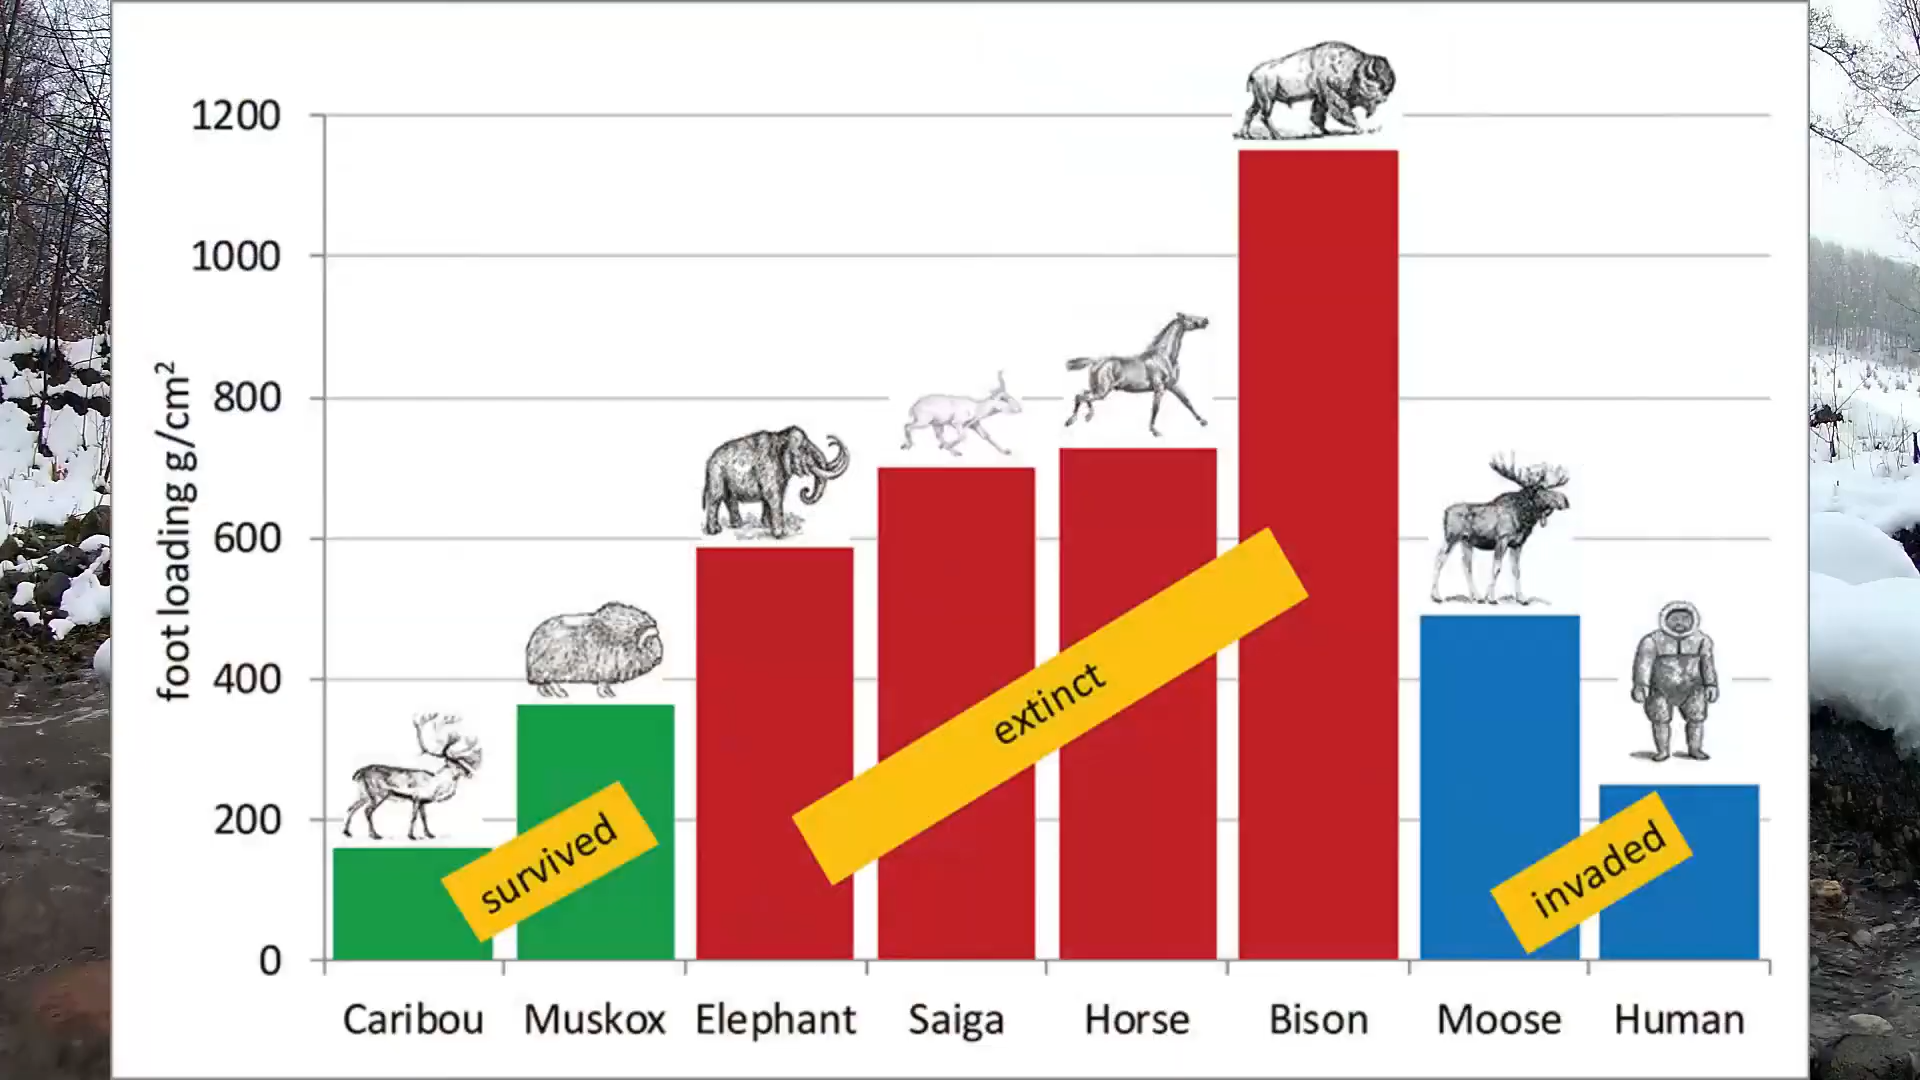 foot loading g/cm²
1200
1000
800
600
400
200
0
survived
extinct
invaded
Caribou Muskox Elephant Saiga Horse Bison Moose Human